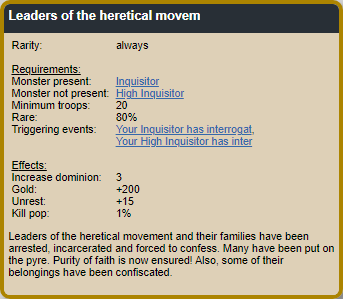 Leaders of the heretical movem
Rarity: always
Requirements:
Monster present: Inquisitor
Monster not present: High Inquisitor
Minimum troops: 20
Rare: 80%
Triggering events: Your Inquisitor has interrogat,
Your High Inquisitor has inter
Effects:
Increase dominion: 3
Gold: +200
Unrest: +15
Kill pop: 1%
Leaders of the heretical movement and their families have been
arrested, incarcerated and forced to confess. Many have been put on
the pyre. Purity of faith is now ensured! Also, some of their
belongings have been confiscated.